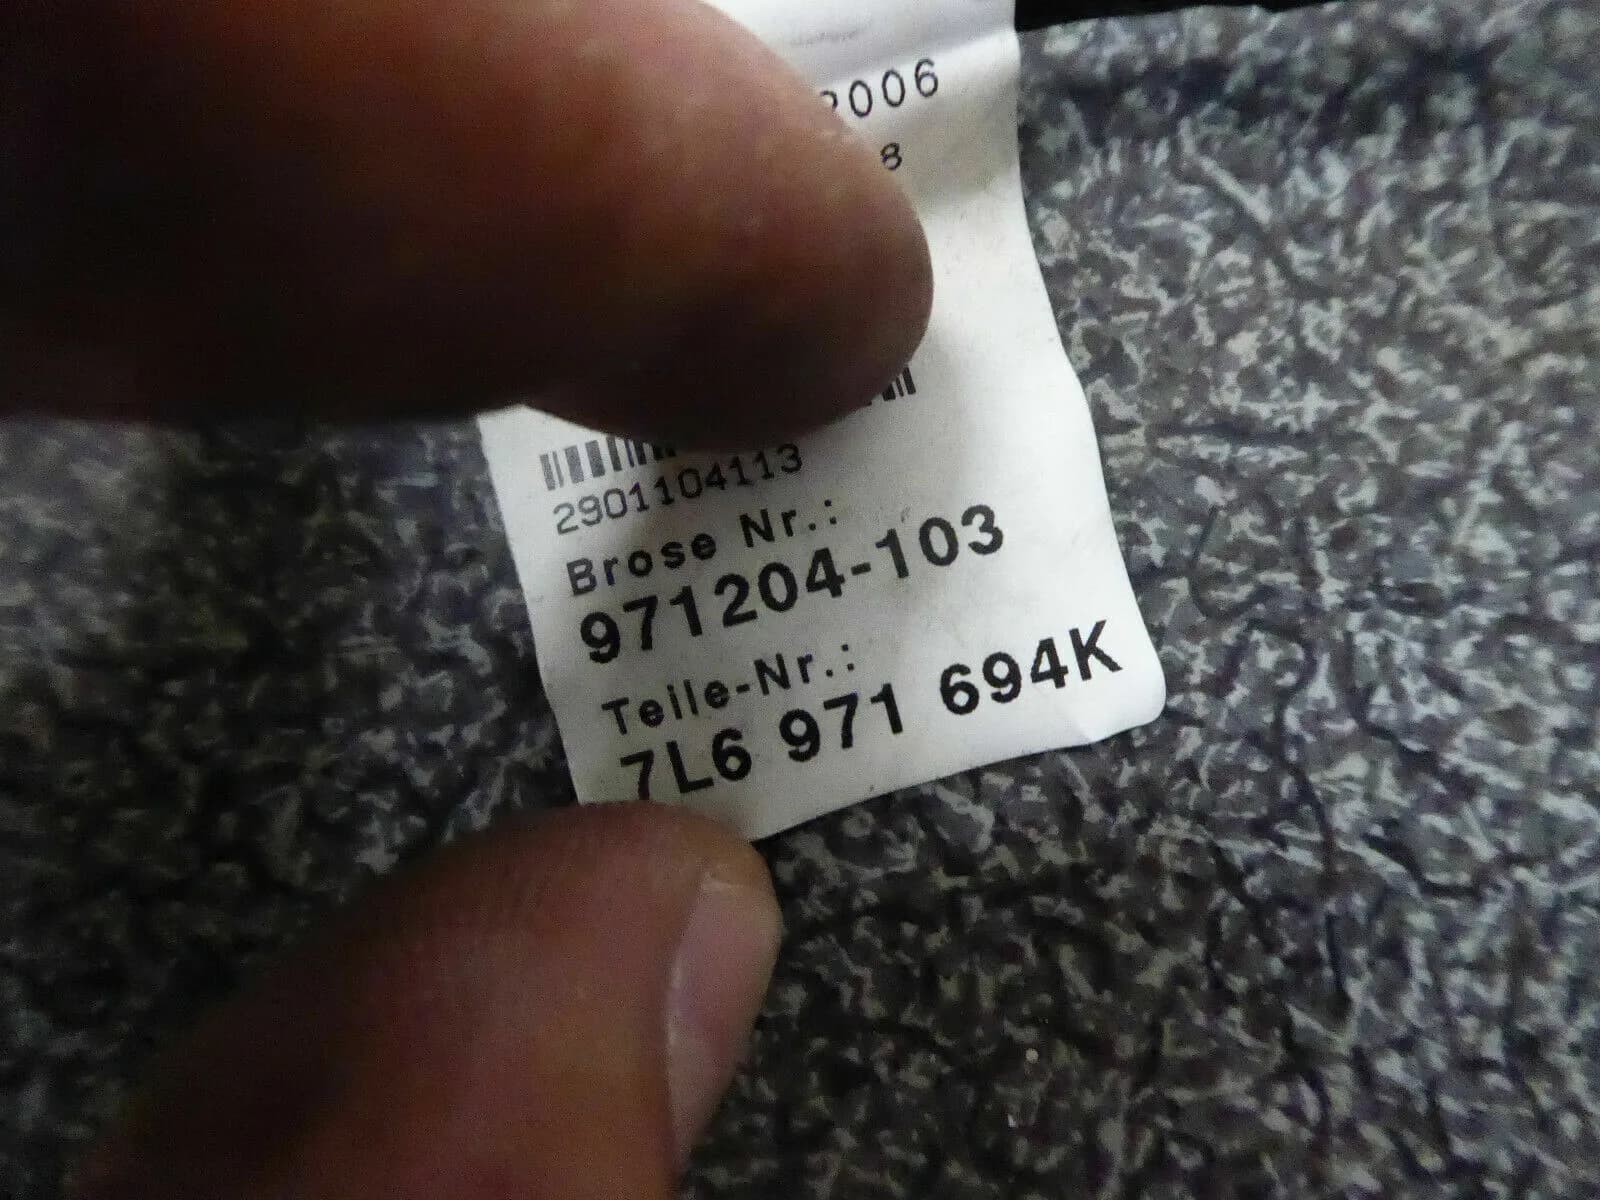 2006
8
2901104113
Brose Nr.:
971204-103
Teile-Nr.:
7L6 971 694K